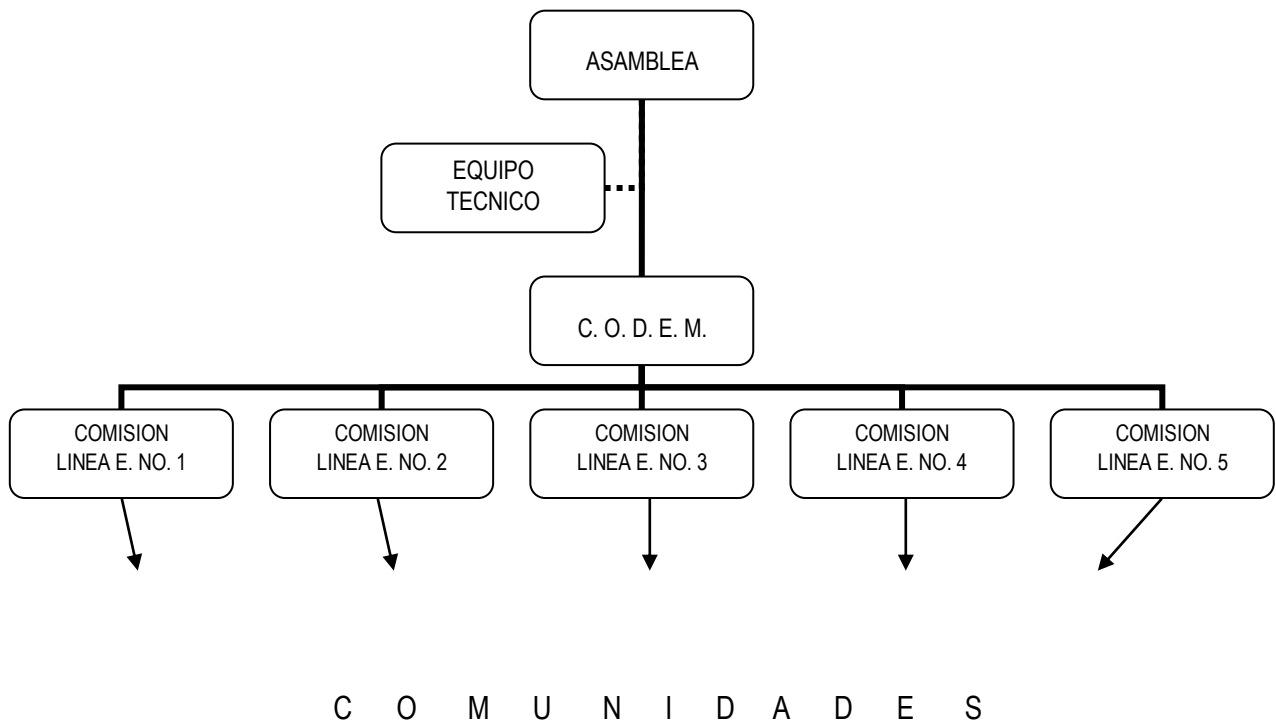 ASAMBLEA
EQUIPO
TECNICO
C. O. D. E. M.
COMISION
LINEA E. NO. 1
COMISION
LINEA E. NO. 2
COMISION
LINEA E. NO. 3
COMISION
LINEA E. NO. 4
COMISION
LINEA E. NO. 5
C O M U N I D A D E S